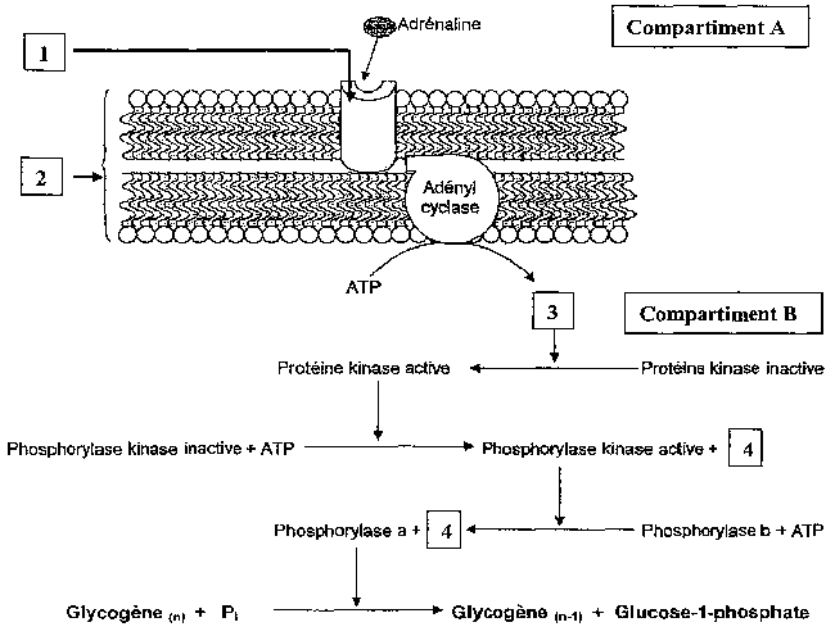 Adrénaline
Compartiment A
1
2
Adényl
cyclase
ATP
3
Compartiment B
Protéine kinase active
Protéine kinase inactive
Phosphorylase kinase inactive + ATP
Phosphorylase kinase active + 4
Phosphorylase a + 4
Phosphorylase b + ATP
Glycogène (n) + Pi
Glycogène (n-1) + Glucose-1-phosphate